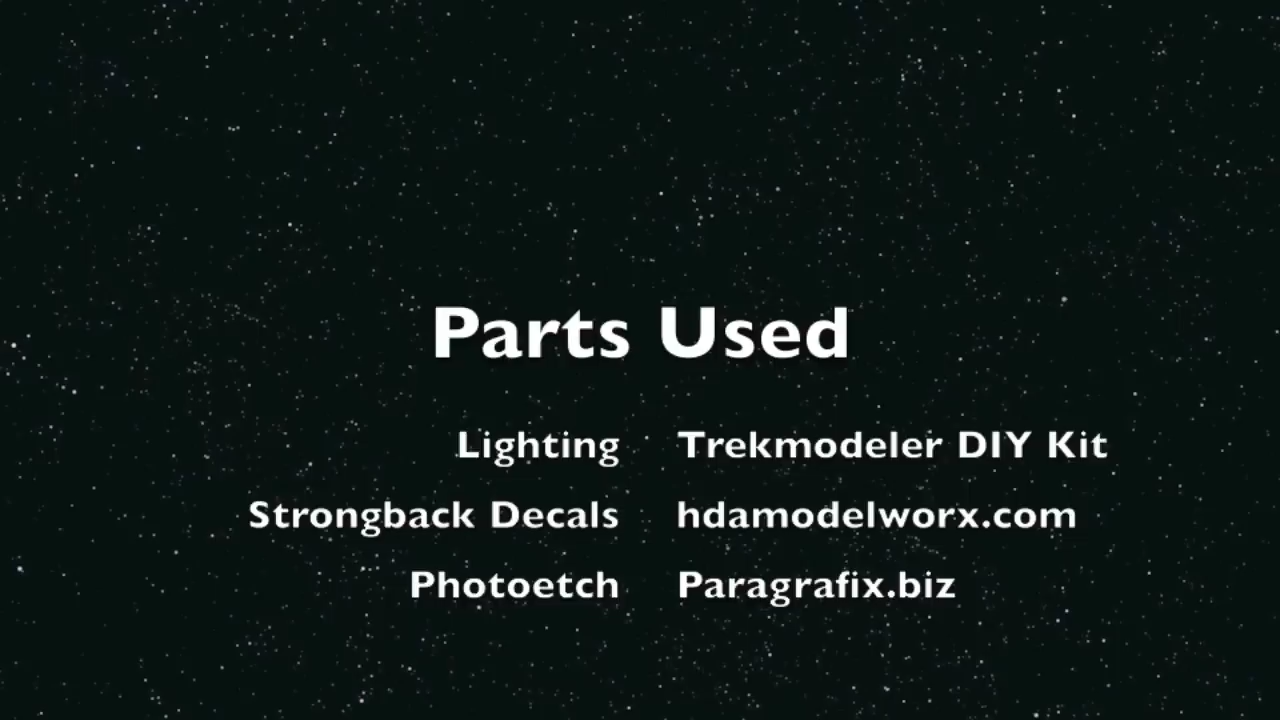 Parts Used
Lighting Trekmodeler DIY Kit
Strongback Decals hdamodelworx.com
Photoetch Paragrafix.biz